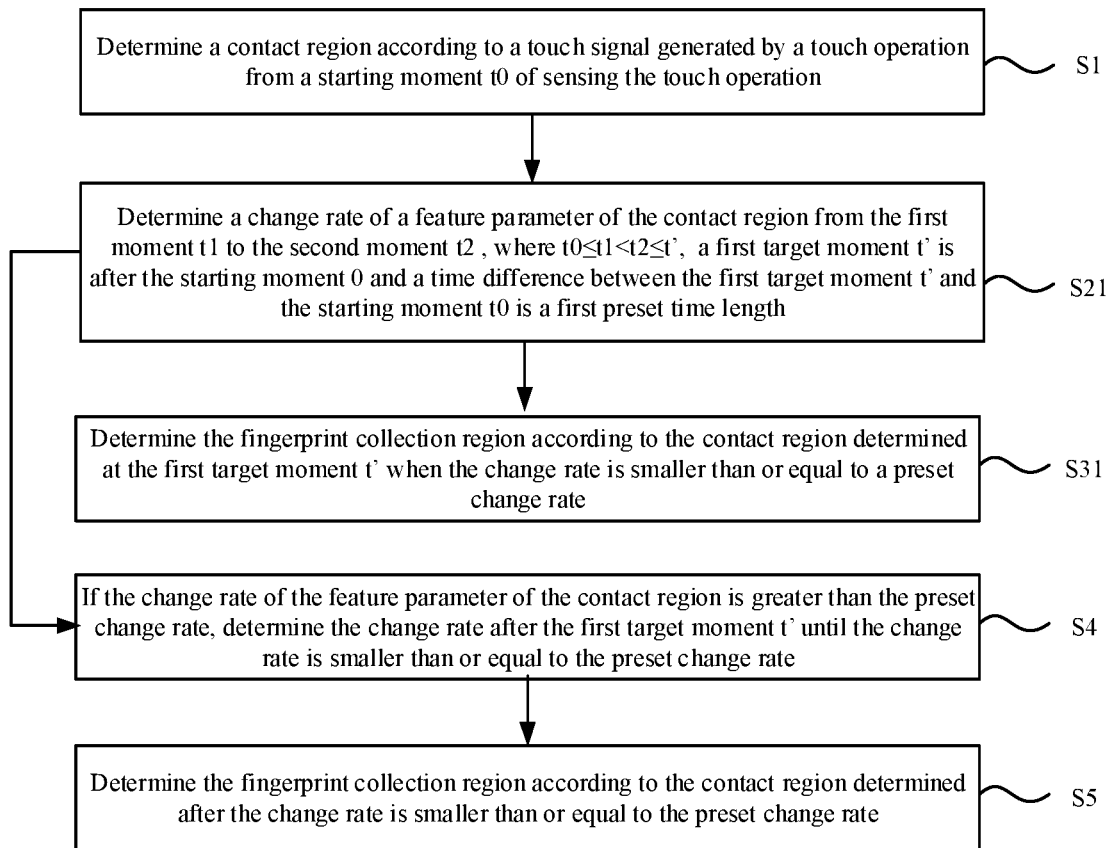 Determine a contact region according to a touch signal generated by a touch operation
from a starting moment t0 of sensing the touch operation
S1
Determine a change rate of a feature parameter of the contact region from the first
moment t1 to the second moment t2 , where t0≤t1<t2≤t’, a first target moment t’ is
after the starting moment 0 and a time difference between the first target moment t’ and
the starting moment t0 is a first preset time length
S21
Determine the fingerprint collection region according to the contact region determined
at the first target moment t’ when the change rate is smaller than or equal to a preset
change rate
S31
If the change rate of the feature parameter of the contact region is greater than the preset
change rate, determine the change rate after the first target moment t’ until the change
rate is smaller than or equal to the preset change rate
S4
Determine the fingerprint collection region according to the contact region determined
after the change rate is smaller than or equal to the preset change rate
S5